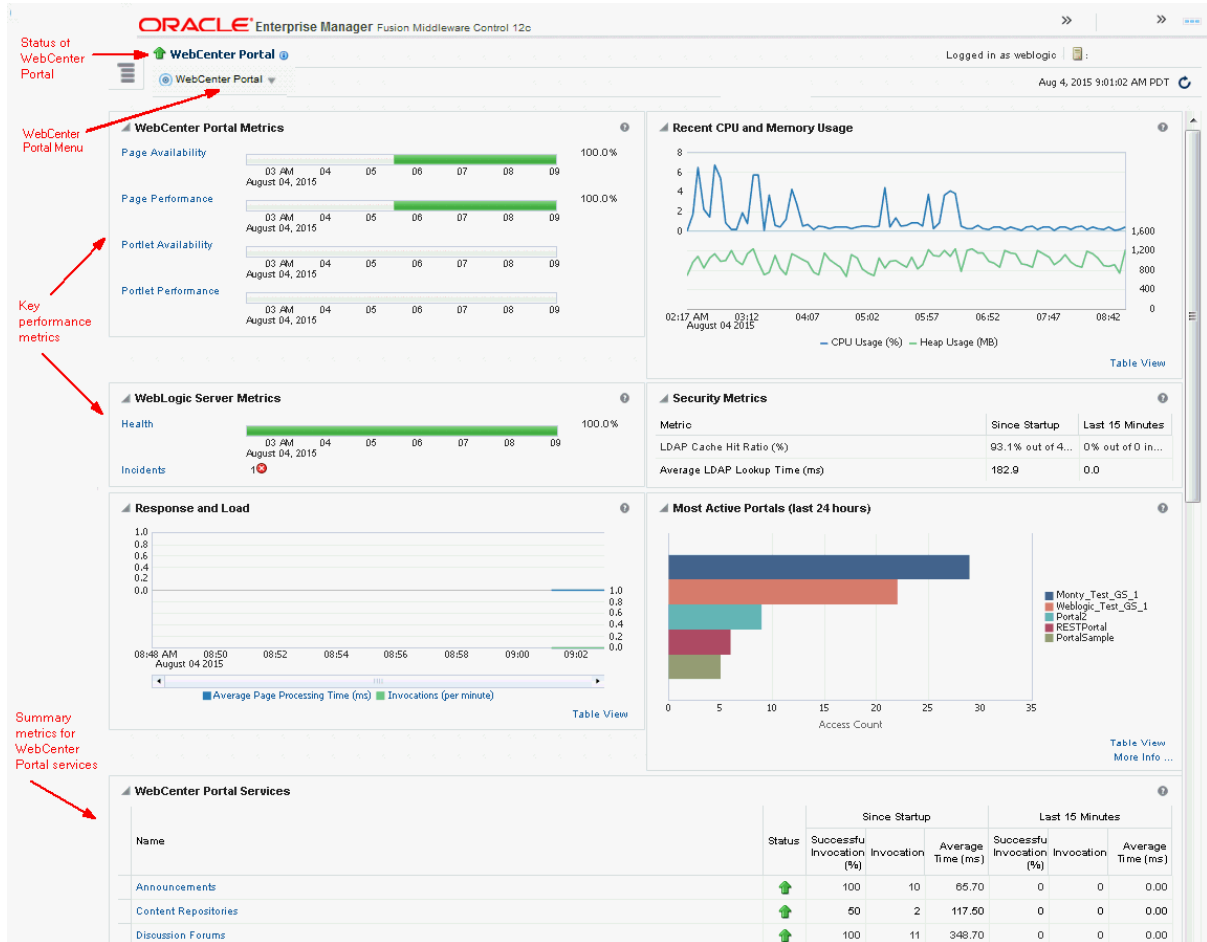 ORACLE Enterprise Manager Fusion Middleware Control 12c
Status of
WebCenter
Portal
WebCenter Portal
Logged in as weblogic
WebCenter Portal
Aug 4, 2015 9:01:02 AM PDT
WebCenter
Portal Menu
Key
performance
metrics
WebCenter Portal Metrics
Page Availability
100.0%
03 AM 04 05 06 07 08 09
August 04, 2015
Page Performance
100.0%
03 AM 04 05 06 07 08 09
August 04, 2015
Portlet Availability
03 AM 04 05 06 07 08 09
August 04, 2015
Portlet Performance
03 AM 04 05 06 07 08 09
August 04, 2015
Recent CPU and Memory Usage
8
6
4
2
0
1,600
1,200
800
400
0
02:17 AM 03:12 04:07 05:02 05:57 06:52 07:47 08:42
August 04 2015
CPU Usage (%) Heap Usage (MB)
Table View
WebLogic Server Metrics
Health
100.0%
03 AM 04 05 06 07 08 09
August 04, 2015
Incidents 1
Security Metrics
Metric Since Startup Last 15 Minutes
LDAP Cache Hit Ratio (%) 93.1% out of 4... 0% out of 0 in...
Average LDAP Lookup Time (ms) 182.9 0.0
Response and Load
1.0
0.8
0.6
0.4
0.2
0.0
1.0
0.8
0.6
0.4
0.2
0.0
08:48 AM 08:50 08:52 08:54 08:56 08:58 09:00 09:02
August 04 2015
Average Page Processing Time (ms) Invocations (per minute)
Table View
Most Active Portals (last 24 hours)
Monty_Test_GS_1
Weblogic_Test_GS_1
Portal2
RESTPortal
PortalSample
0 5 10 15 20 25 30 35
Access Count
Table View
More Info ...
Summary
metrics for
WebCenter
Portal services
WebCenter Portal Services
Since Startup Last 15 Minutes
Name Status
Successfu
Invocation
(%)
Invocation
Average
Time (ms)
Successfu
Invocation
(%)
Invocation
Average
Time (ms)
Announcements 100 10 65.70 0 0 0.00
Content Repositories 50 2 117.50 0 0 0.00
Discussion Forums 100 11 348.70 0 0 0.00